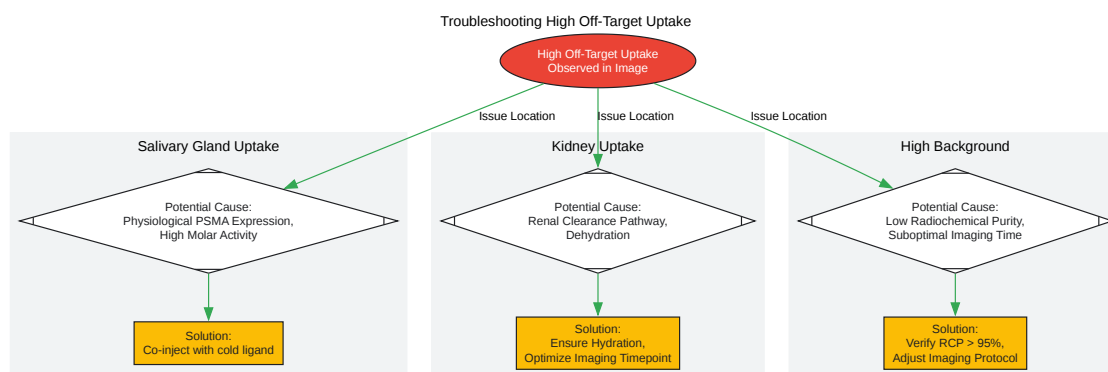 Troubleshooting High Off-Target Uptake
High Off-Target Uptake
Observed in Image
Issue Location
Issue Location
Issue Location
Salivary Gland Uptake
Potential Cause:
Physiological PSMA Expression,
High Molar Activity
Solution:
Co-inject with cold ligand
Kidney Uptake
Potential Cause:
Renal Clearance Pathway,
Dehydration
Solution:
Ensure Hydration,
Optimize Imaging Timepoint
High Background
Potential Cause:
Low Radiochemical Purity,
Suboptimal Imaging Time
Solution:
Verify RCP > 95%,
Adjust Imaging Protocol